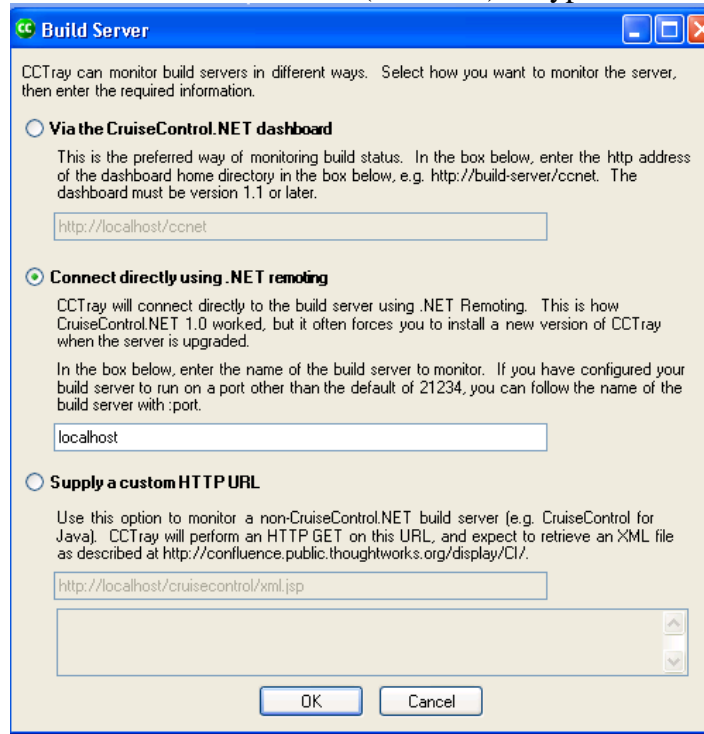 Build Server
CCTray can monitor build servers in different ways. Select how you want to monitor the server,
then enter the required information.
Via the CruiseControl.NET dashboard
This is the preferred way of monitoring build status. In the box below, enter the http address
of the dashboard home directory in the box below, e.g. http://build-server/ccnet. The
dashboard must be version 1.1 or later.
http://localhost/ccnet
Connect directly using .NET remoting
CCTray will connect directly to the build server using .NET Remoting. This is how
CruiseControl.NET 1.0 worked, but it often forces you to install a new version of CCTray
when the server is upgraded.
In the box below, enter the name of the build server to monitor. If you have configured your
build server to run on a port other than the default of 21234, you can follow the name of the
build server with :port.
localhost
Supply a custom HTTP URL
Use this option to monitor a non-CruiseControl.NET build server (e.g. CruiseControl for
Java). CCTray will perform an HTTP GET on this URL, and expect to retrieve an XML file
as described at http://confluence.public.thoughtworks.org/display/CI/.
http://localhost/cruisecontrol/xml.jsp
OK
Cancel